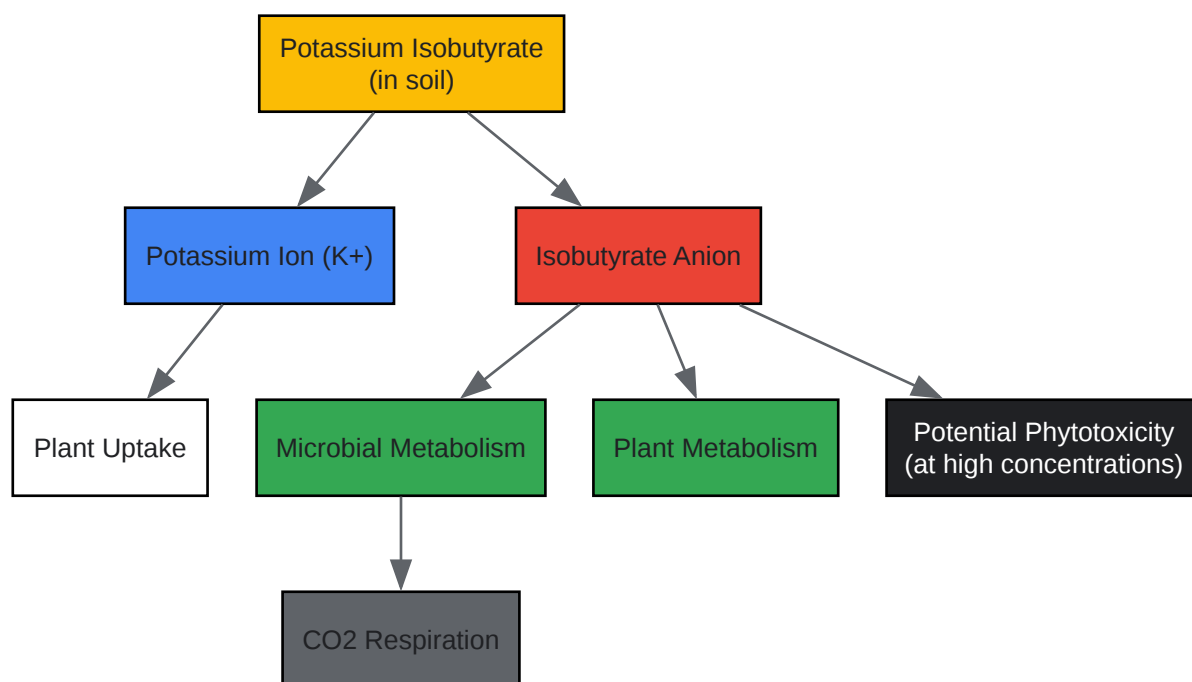 Potassium Isobutyrate
(in soil)
Potassium Ion (K+)
Isobutyrate Anion
Plant Uptake
Microbial Metabolism
Plant Metabolism
Potential Phytotoxicity
(at high concentrations)
CO2 Respiration